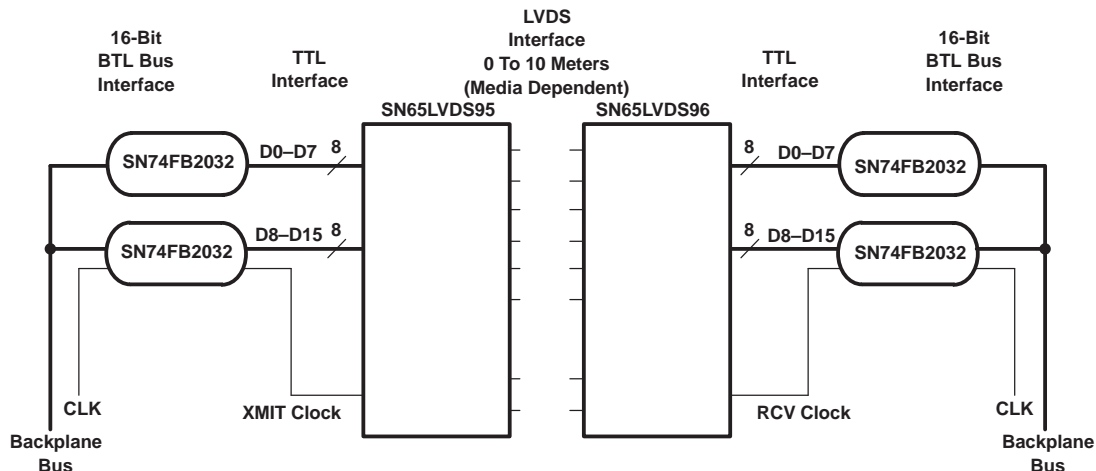 16-Bit
BTL Bus
Interface
TTL
Interface
LVDS
Interface
0 To 10 Meters
(Media Dependent)
TTL
Interface
16-Bit
BTL Bus
Interface
SN65LVDS95
SN65LVDS96
SN74FB2032
D0–D7
8
8
D0–D7
SN74FB2032
SN74FB2032
D8–D15
8
8
D8–D15
SN74FB2032
CLK
XMIT Clock
RCV Clock
CLK
Backplane
Bus
Backplane
Bus